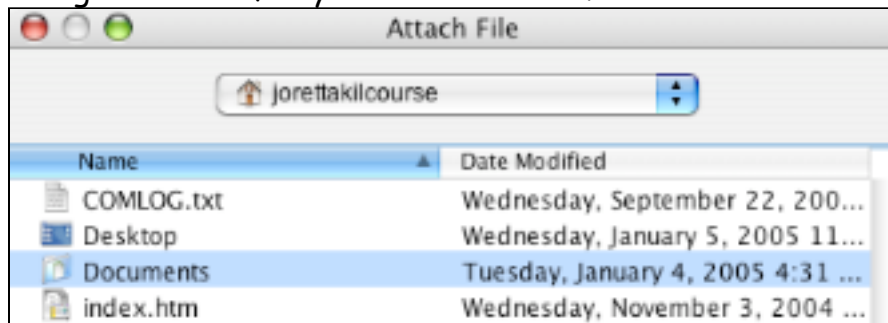 Attach File
jorettakilcourse
Name Date Modified
COMLOG.txt Wednesday, September 22, 200...
Desktop Wednesday, January 5, 2005 11...
Documents Tuesday, January 4, 2005 4:31 ...
index.htm Wednesday, November 3, 2004 ...